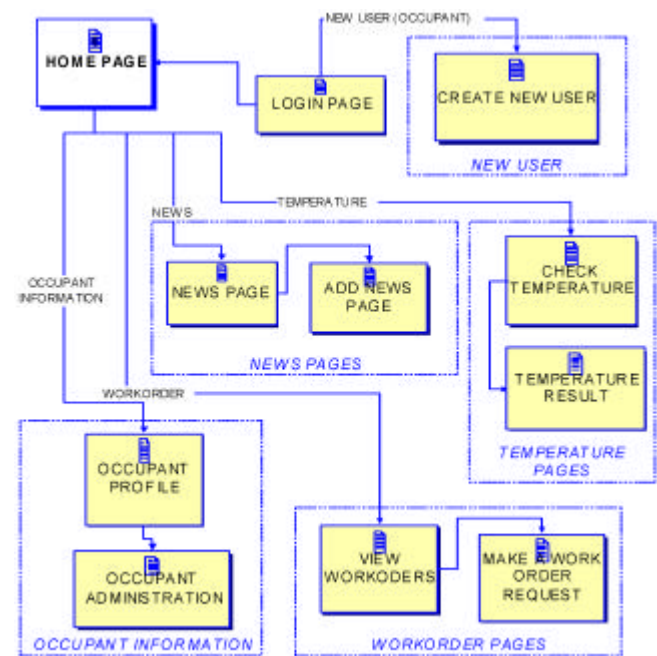 NEW USER (OCCUPANT)
HOME PAGE
LOGIN PAGE
CREATE NEW USER
NEW USER
TEMPERATURE
NEWS
NEWS PAGE
ADD NEWS
PAGE
NEWS PAGES
CHECK
TEMPERATURE
TEMPERATURE
RESULT
TEMPERATURE
PAGES
OCCUPANT
INFORMATION
WORKORDER
OCCUPANT
PROFILE
OCCUPANT
ADMINISTRATION
OCCUPANT INFORMATION
VIEW
WORKODERS
MAKE A WORK
ORDER
REQUEST
WORKORDER PAGES